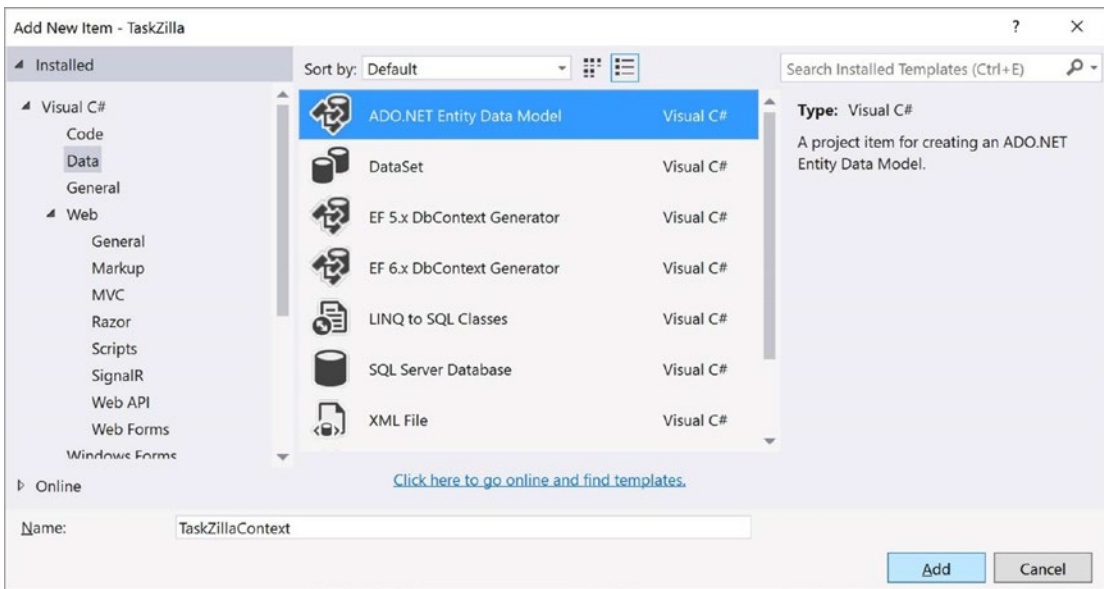 Add New Item - TaskZilla
?
Installed
Sort by: Default
Search Installed Templates (Ctrl+E)
Visual C#
Code
Data
General
Web
General
Markup
MVC
Razor
Scripts
SignalR
Web API
Web Forms
Windows Forms
Online
ADO.NET Entity Data Model Visual C#
DataSet Visual C#
EF 5.x DbContext Generator Visual C#
EF 6.x DbContext Generator Visual C#
LINQ to SQL Classes Visual C#
SQL Server Database Visual C#
XML File Visual C#
Click here to go online and find templates.
Type: Visual C#
A project item for creating an ADO.NET
Entity Data Model.
Name: TaskZillaContext
Add Cancel